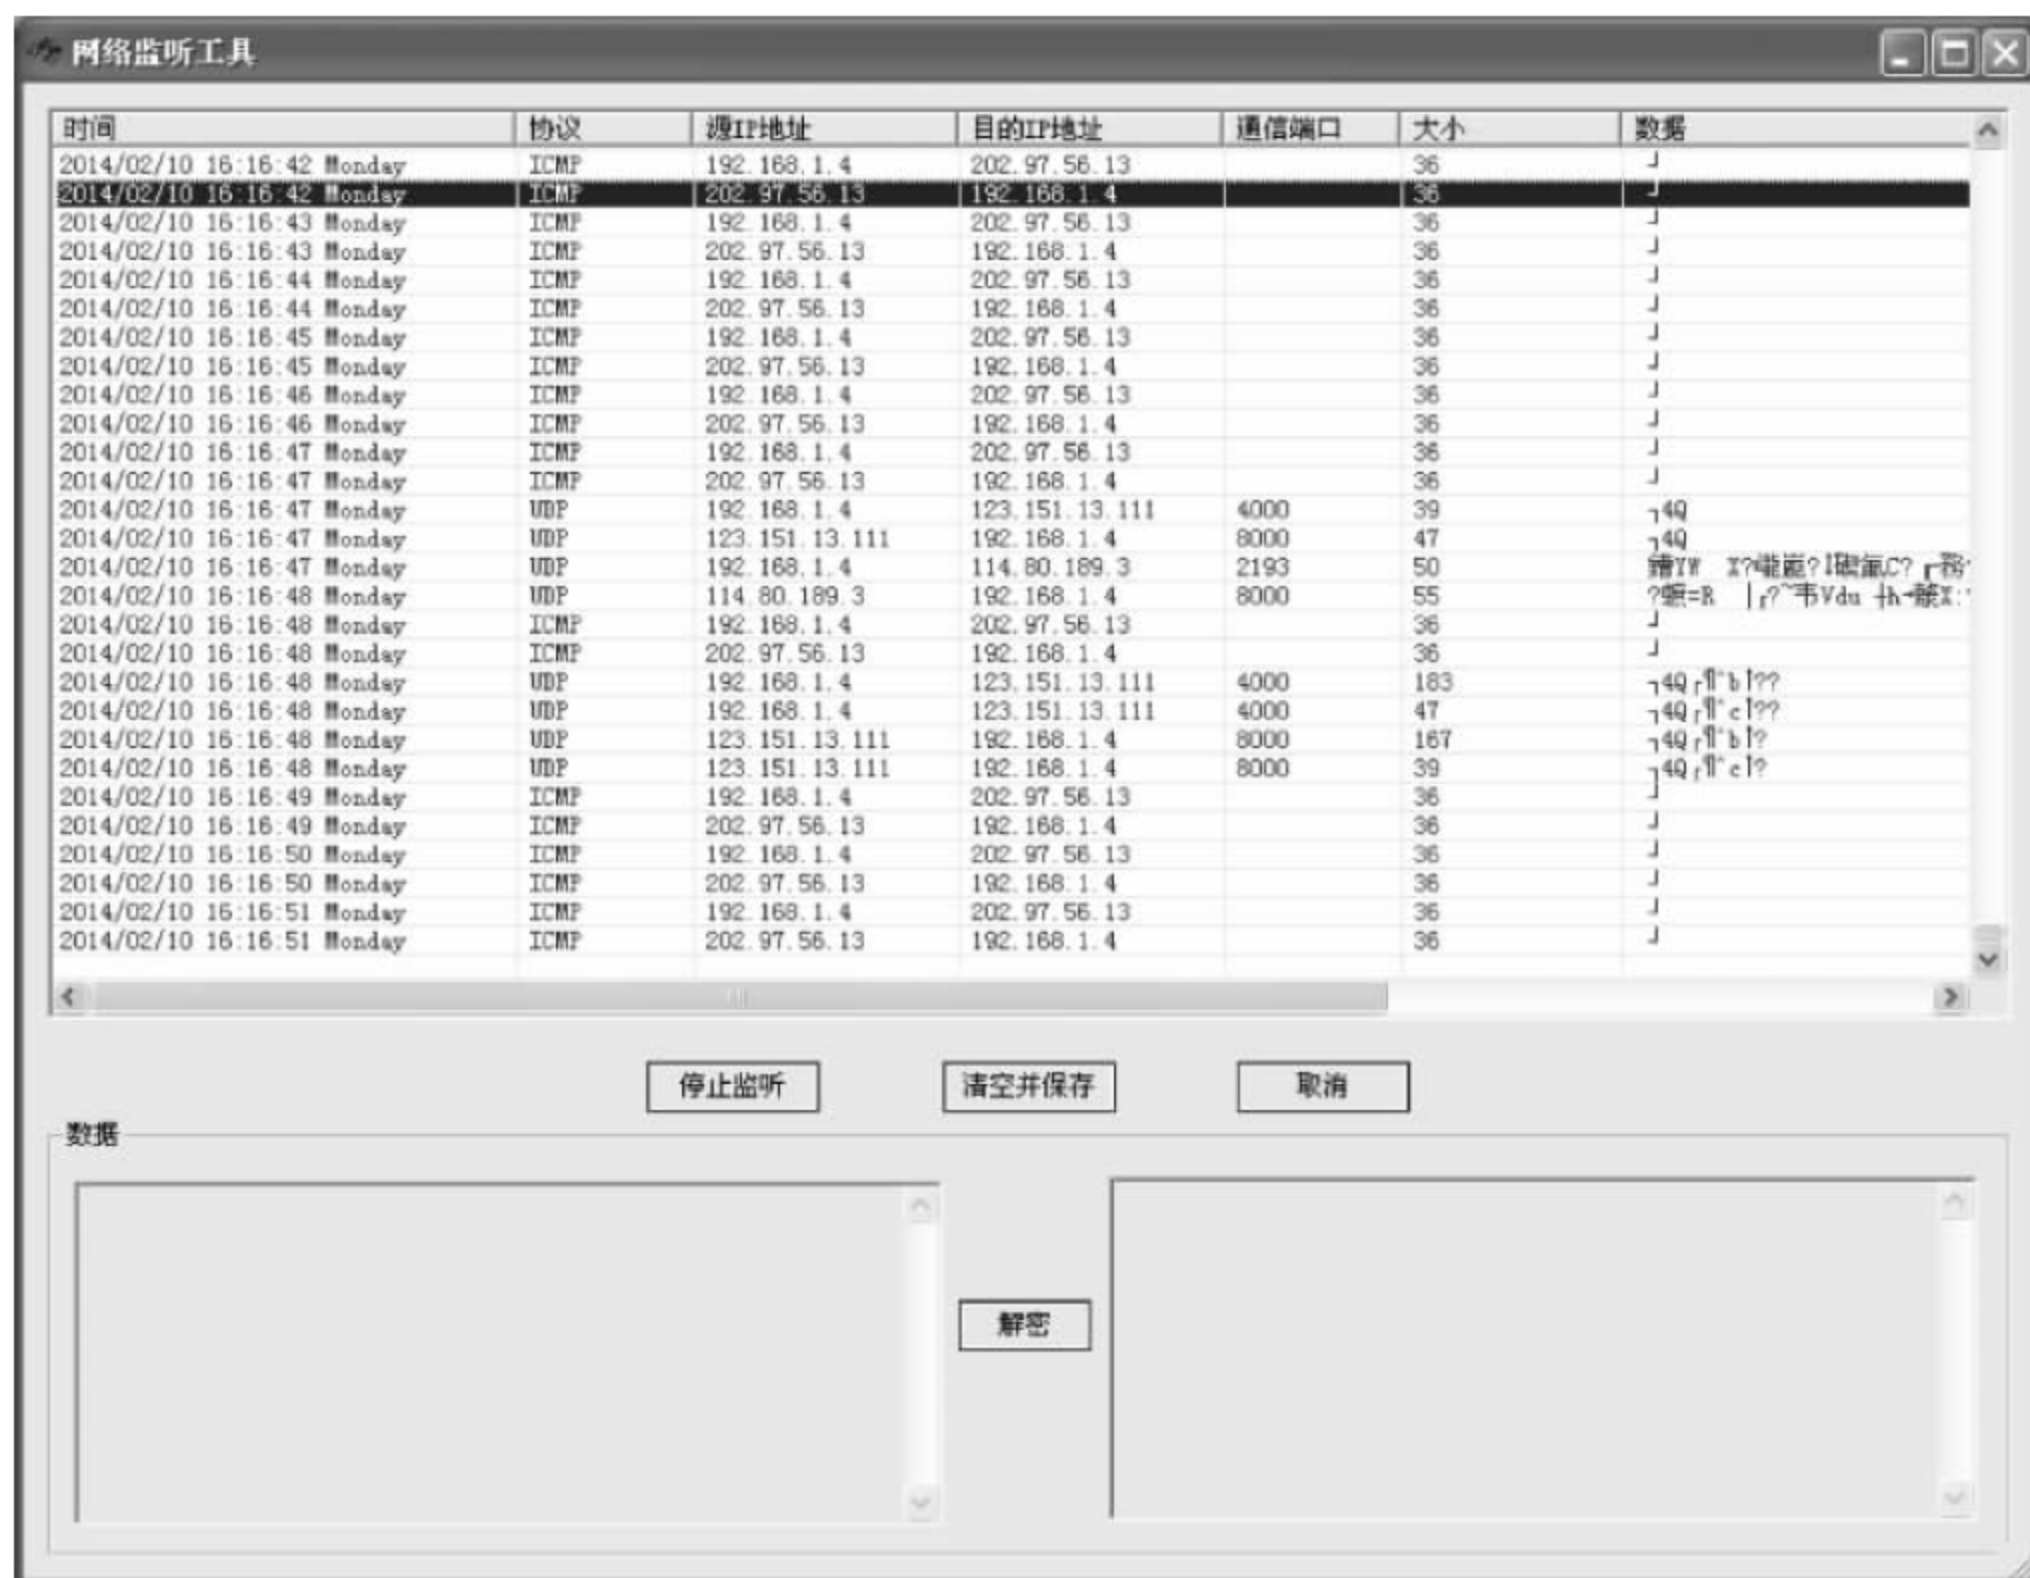 网络监听工具
时间 协议 源IP地址 目的IP地址 通信端口 大小 数据
2014/02/10 16:16:42 Monday ICMP 192.168.1.4 202.97.56.13 36 ┘
2014/02/10 16:16:42 Monday ICMP 202.97.56.13 192.168.1.4 36 ┘
2014/02/10 16:16:43 Monday ICMP 192.168.1.4 202.97.56.13 36 ┘
2014/02/10 16:16:43 Monday ICMP 202.97.56.13 192.168.1.4 36 ┘
2014/02/10 16:16:44 Monday ICMP 192.168.1.4 202.97.56.13 36 ┘
2014/02/10 16:16:44 Monday ICMP 202.97.56.13 192.168.1.4 36 ┘
2014/02/10 16:16:45 Monday ICMP 192.168.1.4 202.97.56.13 36 ┘
2014/02/10 16:16:45 Monday ICMP 202.97.56.13 192.168.1.4 36 ┘
2014/02/10 16:16:46 Monday ICMP 192.168.1.4 202.97.56.13 36 ┘
2014/02/10 16:16:46 Monday ICMP 202.97.56.13 192.168.1.4 36 ┘
2014/02/10 16:16:47 Monday ICMP 192.168.1.4 202.97.56.13 36 ┘
2014/02/10 16:16:47 Monday ICMP 202.97.56.13 192.168.1.4 36 ┘
2014/02/10 16:16:47 Monday UDP 192.168.1.4 123.151.13.111 4000 39 ┐4Q
2014/02/10 16:16:47 Monday UDP 123.151.13.111 192.168.1.4 8000 47 ┐4Q
2014/02/10 16:16:47 Monday UDP 192.168.1.4 114.80.189.3 2193 50
2014/02/10 16:16:48 Monday UDP 114.80.189.3 192.168.1.4 8000 55
2014/02/10 16:16:48 Monday ICMP 192.168.1.4 202.97.56.13 36 ┘
2014/02/10 16:16:48 Monday ICMP 202.97.56.13 192.168.1.4 36 ┘
2014/02/10 16:16:48 Monday UDP 192.168.1.4 123.151.13.111 4000 183 ┐4Q┌¶^b↑??
2014/02/10 16:16:48 Monday UDP 192.168.1.4 123.151.13.111 4000 47 ┐4Q┌¶^c↑??
2014/02/10 16:16:48 Monday UDP 123.151.13.111 192.168.1.4 8000 167 ┐4Q┌¶^b↑?
2014/02/10 16:16:48 Monday UDP 123.151.13.111 192.168.1.4 8000 39 ┐4Q┌¶^c↑?
2014/02/10 16:16:49 Monday ICMP 192.168.1.4 202.97.56.13 36 ┘
2014/02/10 16:16:49 Monday ICMP 202.97.56.13 192.168.1.4 36 ┘
2014/02/10 16:16:50 Monday ICMP 192.168.1.4 202.97.56.13 36 ┘
2014/02/10 16:16:50 Monday ICMP 202.97.56.13 192.168.1.4 36 ┘
2014/02/10 16:16:51 Monday ICMP 192.168.1.4 202.97.56.13 36 ┘
2014/02/10 16:16:51 Monday ICMP 202.97.56.13 192.168.1.4 36 ┘
停止监听 清空并保存 取消
数据
解密